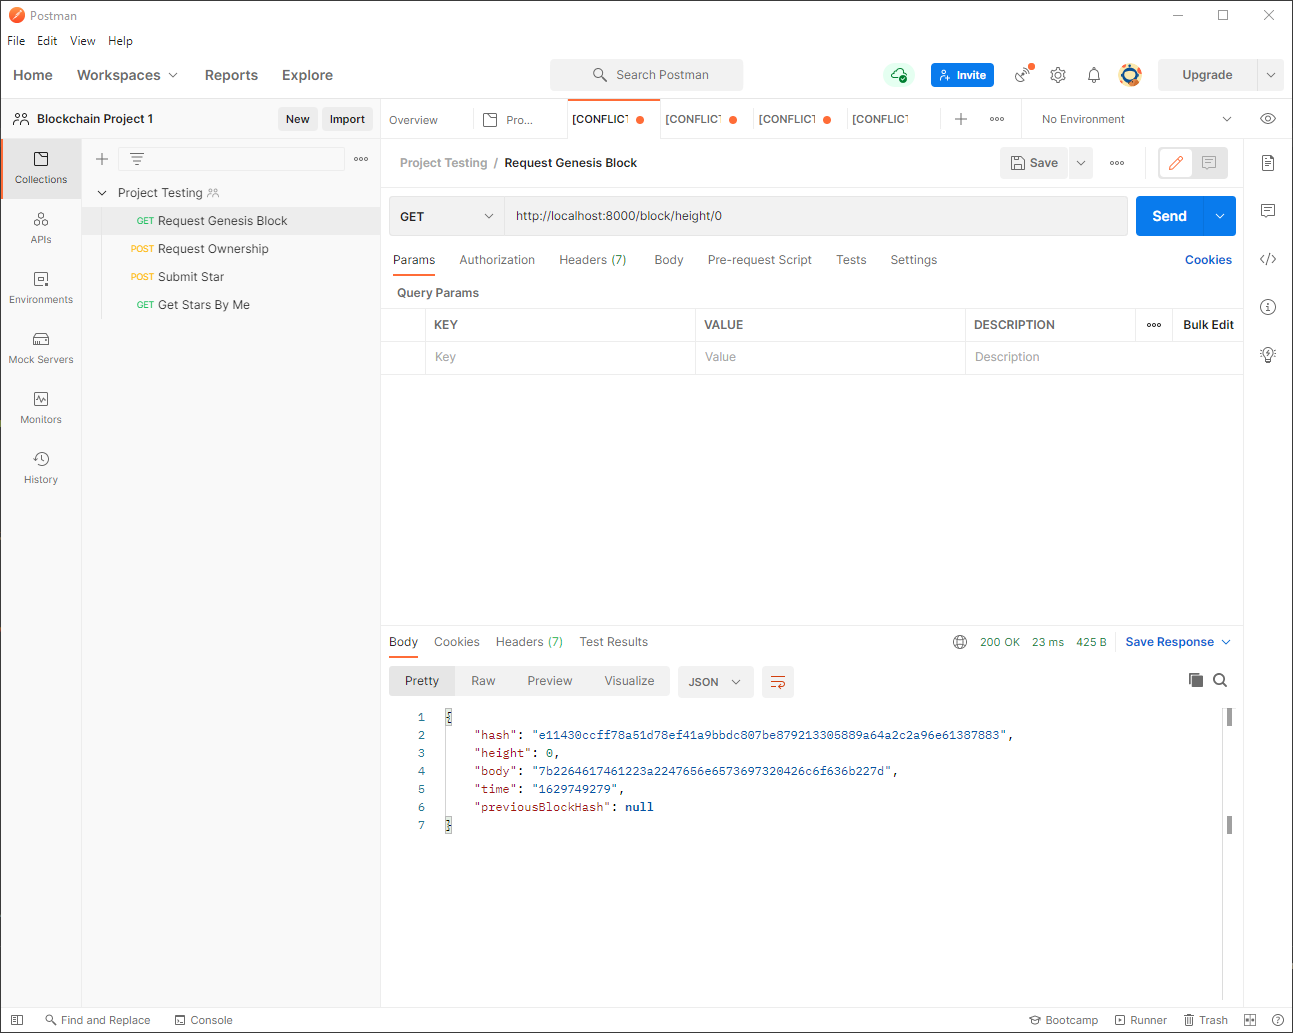 Postman
File Edit View Help
Home Workspaces Reports Explore
Search Postman
Invite
Upgrade
Blockchain Project 1
New Import
Overview
Pro...
[CONFLICT
[CONFLICT
[CONFLICT
[CONFLICT
No Environment
Collections
APIs
Environments
Mock Servers
Monitors
History
Project Testing
GET Request Genesis Block
POST Request Ownership
POST Submit Star
GET Get Stars By Me
Project Testing / Request Genesis Block
Save
GET http://localhost:8000/block/height/0
Send
Params Authorization Headers (7) Body Pre-request Script Tests Settings Cookies
Query Params
KEY VALUE DESCRIPTION Bulk Edit
Key Value Description
Body Cookies Headers (7) Test Results
200 OK 23 ms 425 B Save Response
Pretty Raw Preview Visualize JSON
1 {
2 "hash": "e11430ccff78a51d78ef41a9bbdc807be879213305889a64a2c2a96e61387883",
3 "height": 0,
4 "body": "7b2264617461223a2247656e6573697320426c6f636b227d",
5 "time": "1629749279",
6 "previousBlockHash": null
7 }
Find and Replace Console
Bootcamp Runner Trash